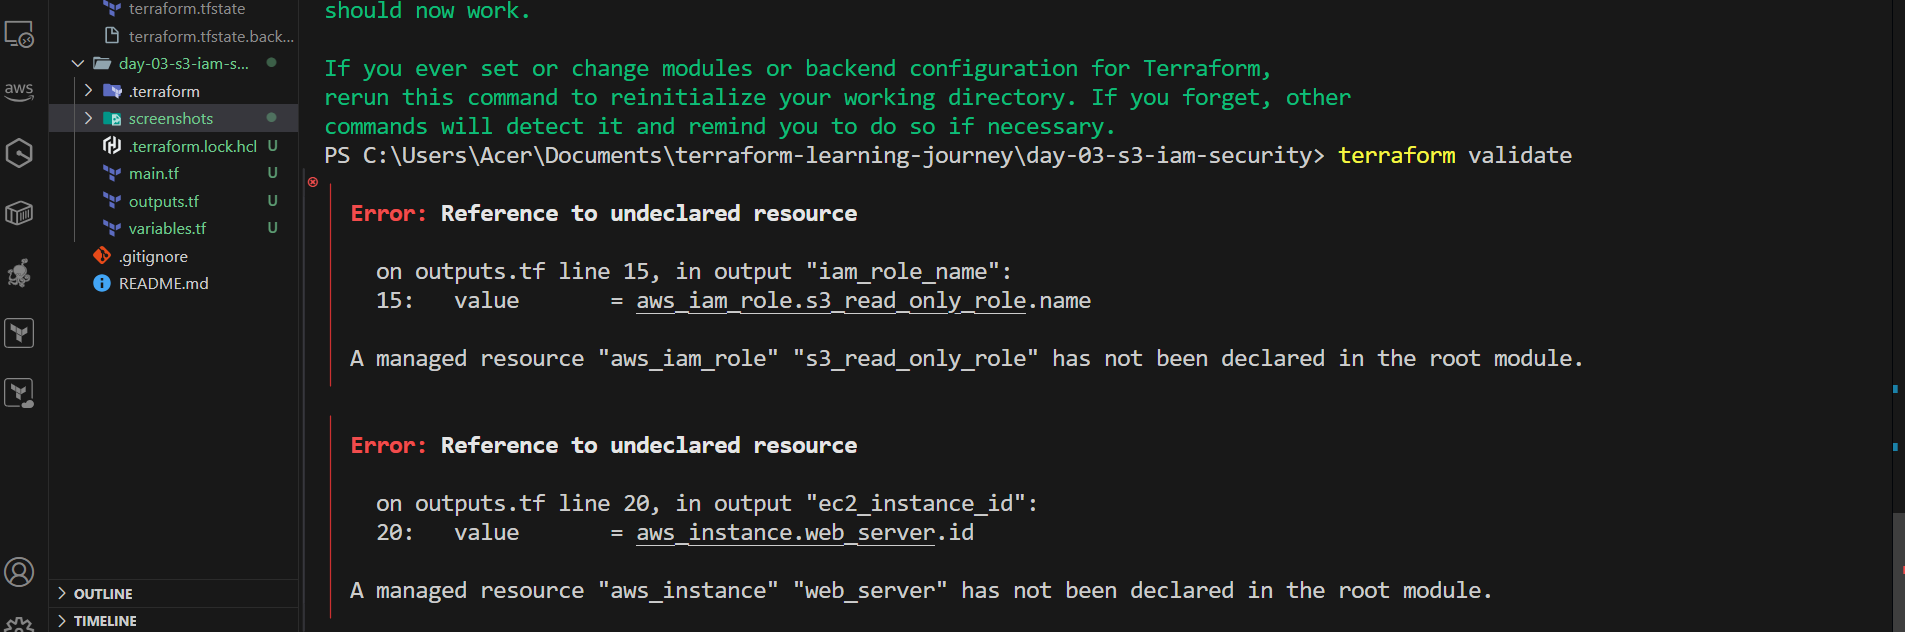 terraform.tfstate
terraform.tfstate.back...
day-03-s3-iam-s...
.terraform
screenshots
.terraform.lock.hcl U
main.tf U
outputs.tf U
variables.tf U
.gitignore
README.md
OUTLINE
TIMELINE
aws
should now work.
If you ever set or change modules or backend configuration for Terraform,
rerun this command to reinitialize your working directory. If you forget, other
commands will detect it and remind you to do so if necessary.
PS C:\Users\Acer\Documents\terraform-learning-journey\day-03-s3-iam-security> terraform validate
Error: Reference to undeclared resource
on outputs.tf line 15, in output "iam_role_name":
15: value = aws_iam_role.s3_read_only_role.name
A managed resource "aws_iam_role" "s3_read_only_role" has not been declared in the root module.
Error: Reference to undeclared resource
on outputs.tf line 20, in output "ec2_instance_id":
20: value = aws_instance.web_server.id
A managed resource "aws_instance" "web_server" has not been declared in the root module.